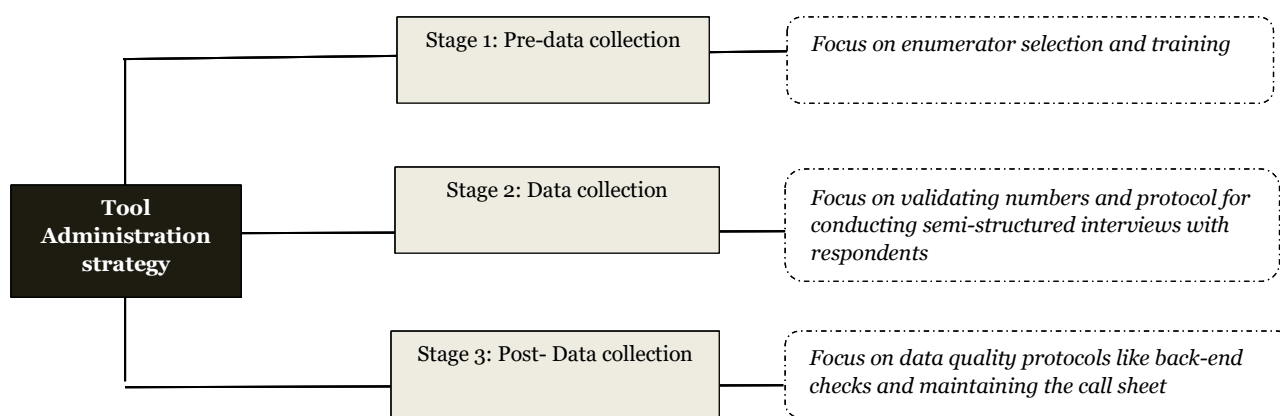 Stage 1: Pre-data collection
Focus on enumerator selection and training
Tool
Administration
strategy
Stage 2: Data collection
Focus on validating numbers and protocol for
conducting semi-structured interviews with
respondents
Stage 3: Post- Data collection
Focus on data quality protocols like back-end
checks and maintaining the call sheet